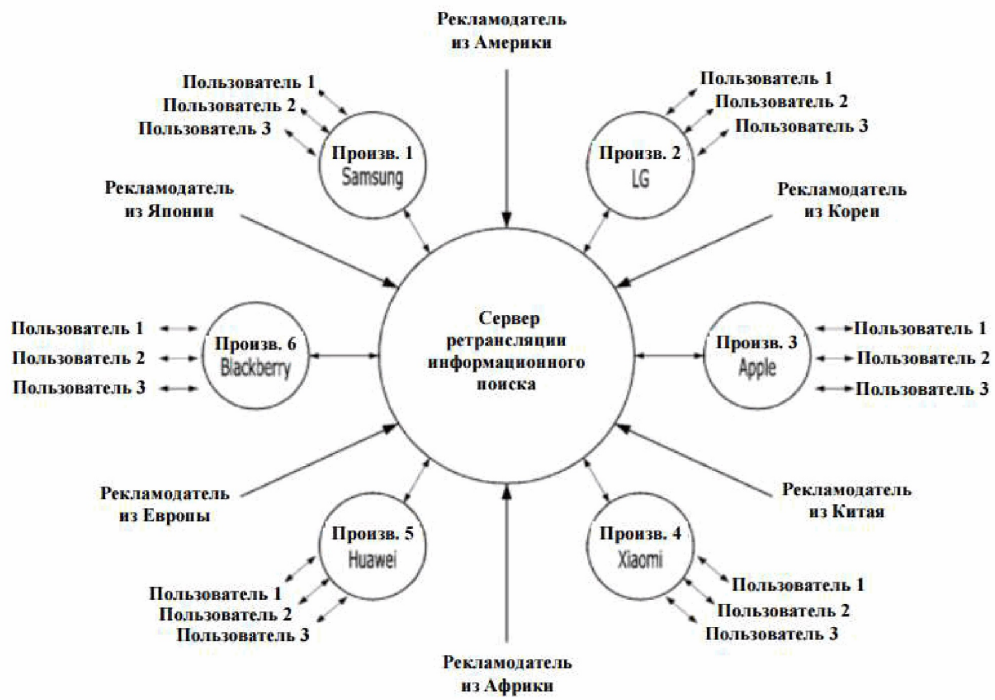 Рекламодатель
из Америки
Пользователь 1
Пользователь 2
Пользователь 3
Произв. 1
Samsung
Пользователь 1
Пользователь 2
Пользователь 3
Произв. 2
LG
Рекламодатель
из Японии
Рекламодатель
из Кореи
Сервер
ретрансляции
информационного
поиска
Пользователь 1
Пользователь 2
Пользователь 3
Произв. 6
Blackberry
Произв. 3
Apple
Пользователь 1
Пользователь 2
Пользователь 3
Рекламодатель
из Европы
Рекламодатель
из Китая
Произв. 5
Huawei
Пользователь 1
Пользователь 2
Пользователь 3
Произв. 4
Xiaomi
Пользователь 1
Пользователь 2
Пользователь 3
Рекламодатель
из Африки